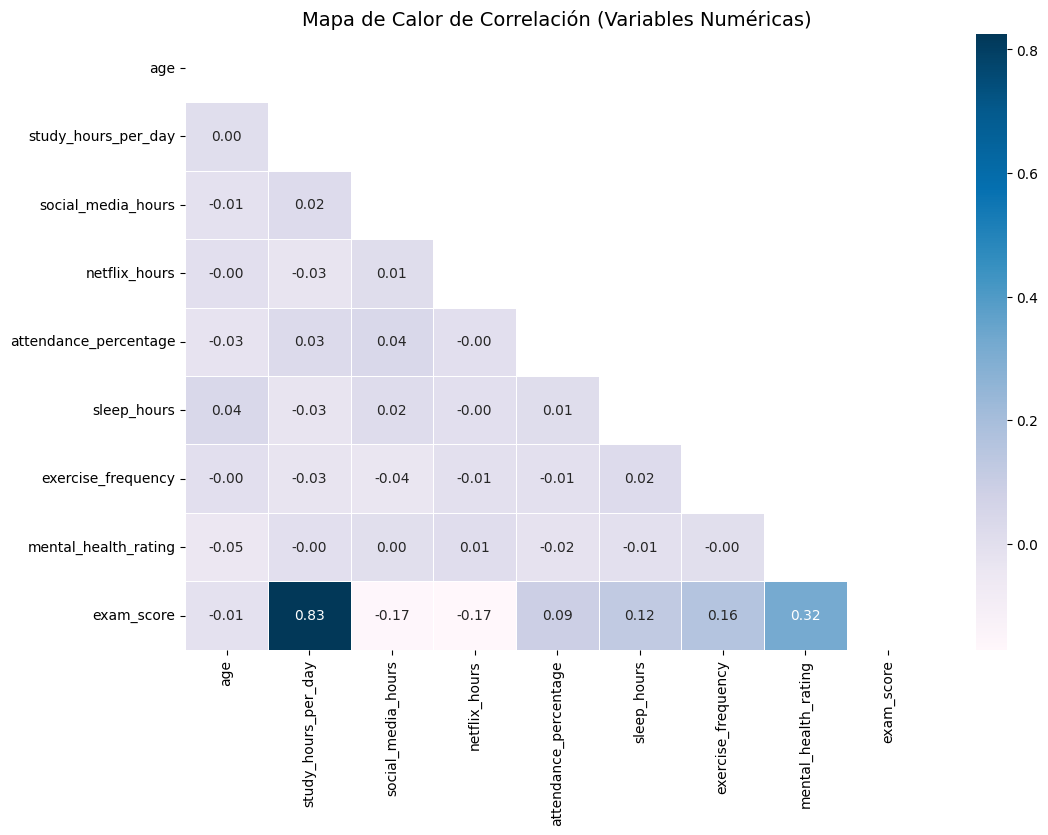 Mapa de Calor de Correlación (Variables Numéricas)
age
study_hours_per_day 0.00
social_media_hours -0.01 0.02
netflix_hours -0.00 -0.03 0.01
attendance_percentage -0.03 0.03 0.04 -0.00
sleep_hours 0.04 -0.03 0.02 -0.00 0.01
exercise_frequency -0.00 -0.03 -0.04 -0.01 -0.01 0.02
mental_health_rating -0.05 -0.00 0.00 0.01 -0.02 -0.01 -0.00
exam_score -0.01 0.83 -0.17 -0.17 0.09 0.12 0.16 0.32
age
study_hours_per_day
social_media_hours
netflix_hours
attendance_percentage
sleep_hours
exercise_frequency
mental_health_rating
exam_score
0.8
0.6
0.4
0.2
0.0